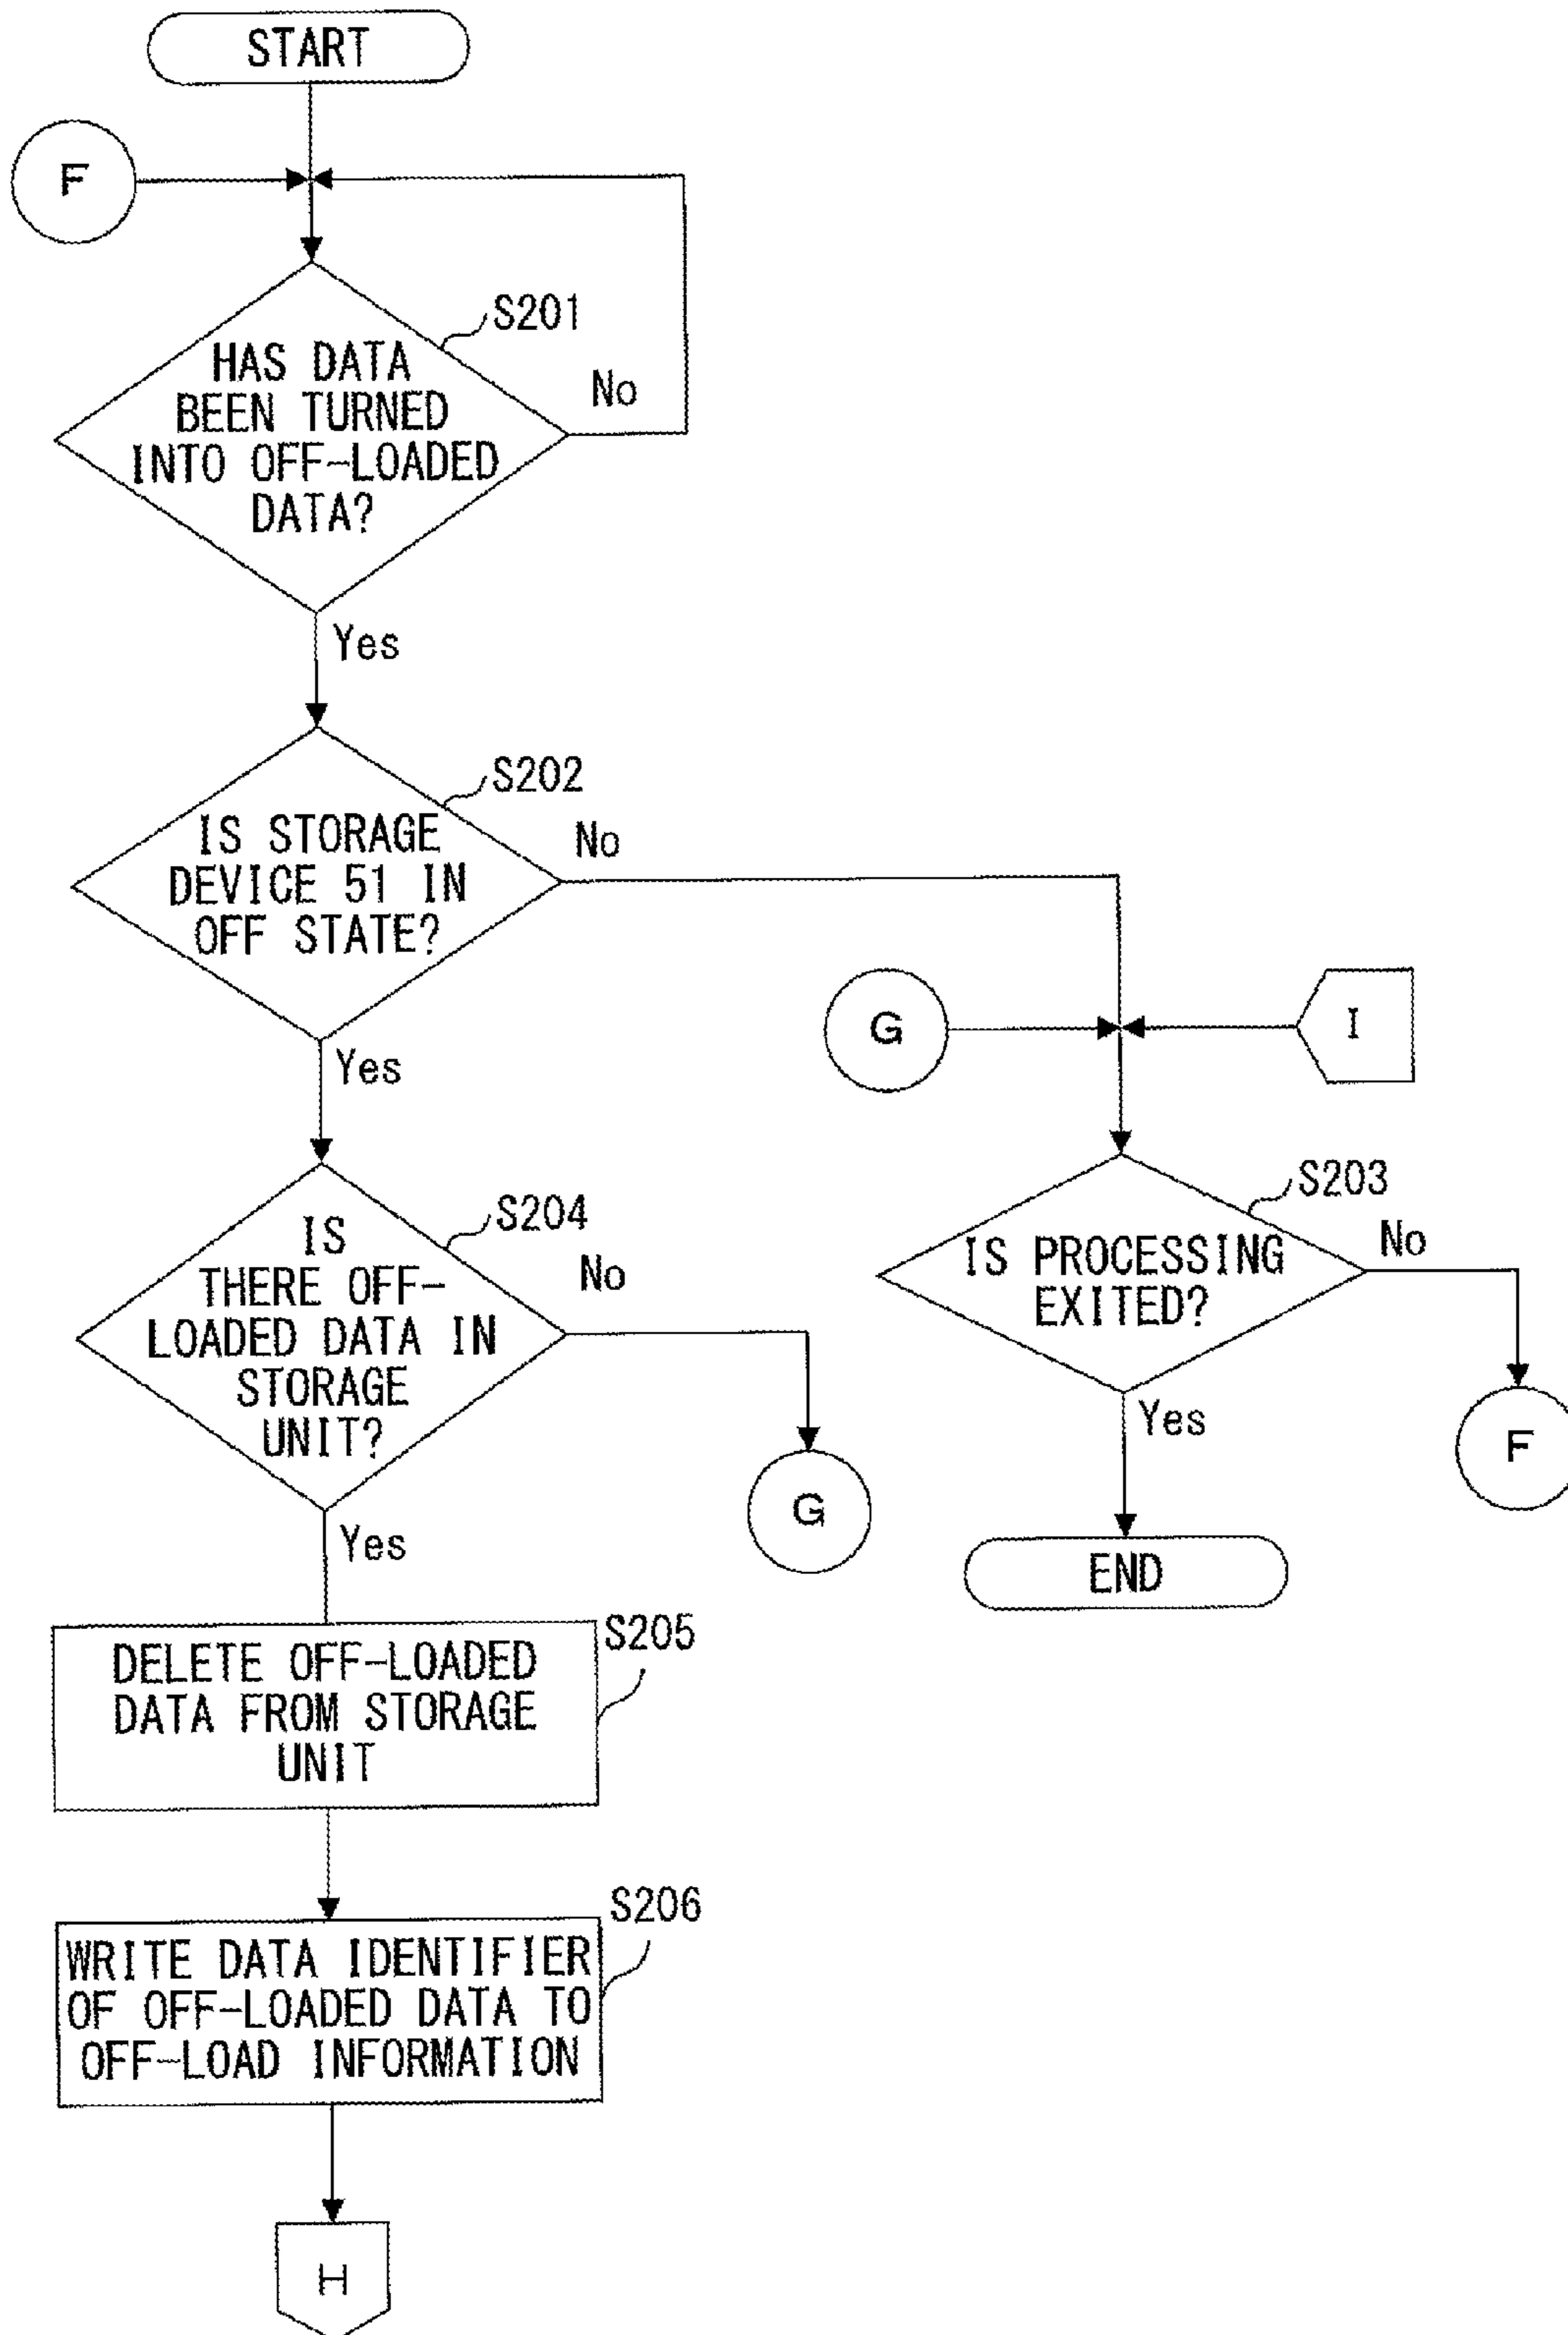 START
F
S201
HAS DATA
BEEN TURNED
INTO OFF-LOADED
DATA?
No
Yes
S202
IS STORAGE
DEVICE 51 IN
OFF STATE?
No
Yes
G
I
S203
IS PROCESSING
EXITED?
No
Yes
F
END
S204
IS
THERE OFF-
LOADED DATA IN
STORAGE
UNIT?
No
G
Yes
S205
DELETE OFF-LOADED
DATA FROM STORAGE
UNIT
S206
WRITE DATA IDENTIFIER
OF OFF-LOADED DATA TO
OFF-LOAD INFORMATION
H